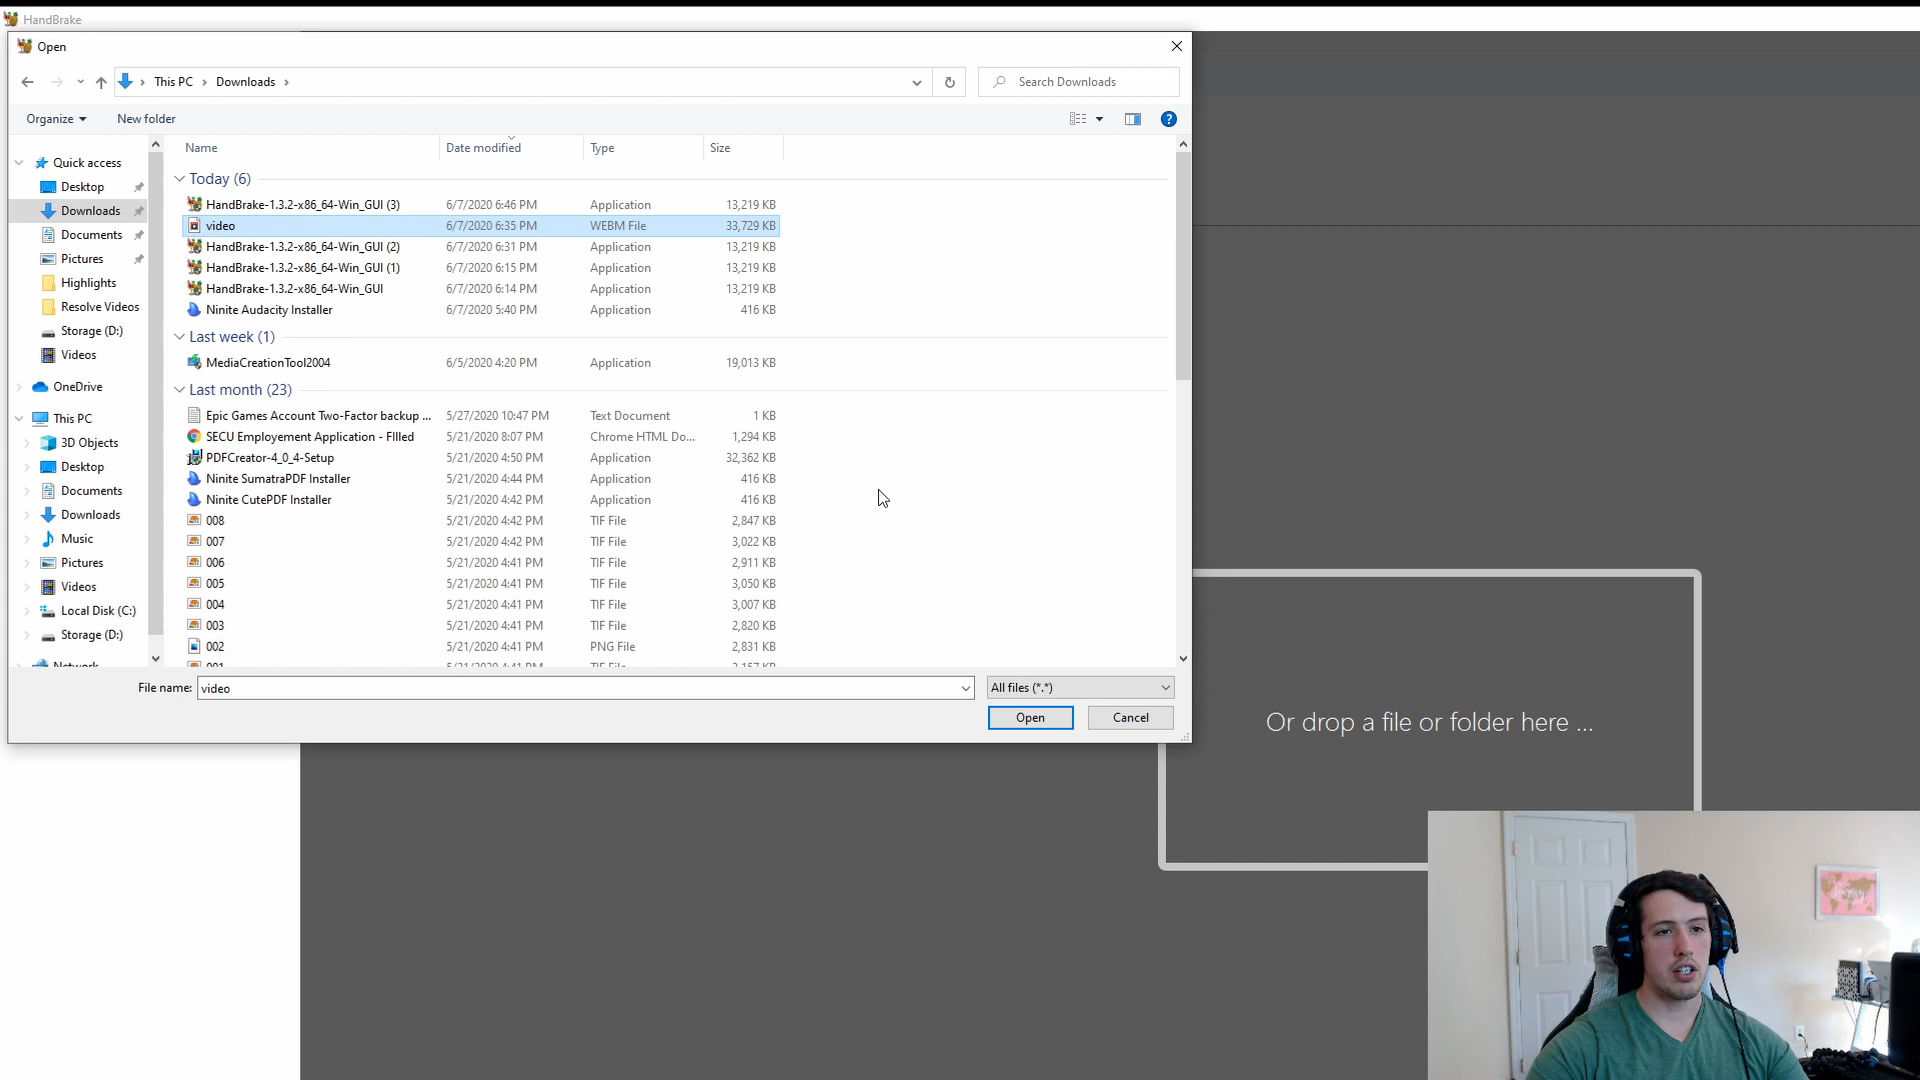 HandBrake
Open
This PC > Downloads >
Search Downloads
Organize
New folder
Name Date modified Type Size
Quick access
Desktop
Downloads
Documents
Pictures
Highlights
Resolve Videos
Storage (D:)
Videos
OneDrive
This PC
3D Objects
Desktop
Documents
Downloads
Music
Pictures
Videos
Local Disk (C:)
Storage (D:)
Network
Today (6)
HandBrake-1.3.2-x86_64-Win_GUI (3) 6/7/2020 6:46 PM Application 13,219 KB
video 6/7/2020 6:35 PM WEBM File 33,729 KB
HandBrake-1.3.2-x86_64-Win_GUI (2) 6/7/2020 6:31 PM Application 13,219 KB
HandBrake-1.3.2-x86_64-Win_GUI (1) 6/7/2020 6:15 PM Application 13,219 KB
HandBrake-1.3.2-x86_64-Win_GUI 6/7/2020 6:14 PM Application 13,219 KB
Ninite Audacity Installer 6/7/2020 5:40 PM Application 416 KB
Last week (1)
MediaCreationTool2004 6/5/2020 4:20 PM Application 19,013 KB
Last month (23)
Epic Games Account Two-Factor backup ... 5/27/2020 10:47 PM Text Document 1 KB
SECU Employement Application - FIlled 5/21/2020 8:07 PM Chrome HTML Do... 1,294 KB
PDFCreator-4_0_4-Setup 5/21/2020 4:50 PM Application 32,362 KB
Ninite SumatraPDF Installer 5/21/2020 4:44 PM Application 416 KB
Ninite CutePDF Installer 5/21/2020 4:42 PM Application 416 KB
008 5/21/2020 4:42 PM TIF File 2,847 KB
007 5/21/2020 4:42 PM TIF File 3,022 KB
006 5/21/2020 4:41 PM TIF File 2,911 KB
005 5/21/2020 4:41 PM TIF File 3,050 KB
004 5/21/2020 4:41 PM TIF File 3,007 KB
003 5/21/2020 4:41 PM TIF File 2,820 KB
002 5/21/2020 4:41 PM PNG File 2,831 KB
001 5/21/2020 4:41 PM TIF File 3,157 KB
File name: video
All files (*.*)
Open Cancel
Or drop a file or folder here ...